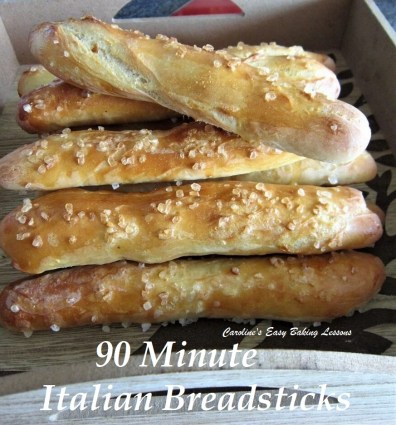 Caroline's Easy Baking Lessons
90 Minute
Italian Breadsticks